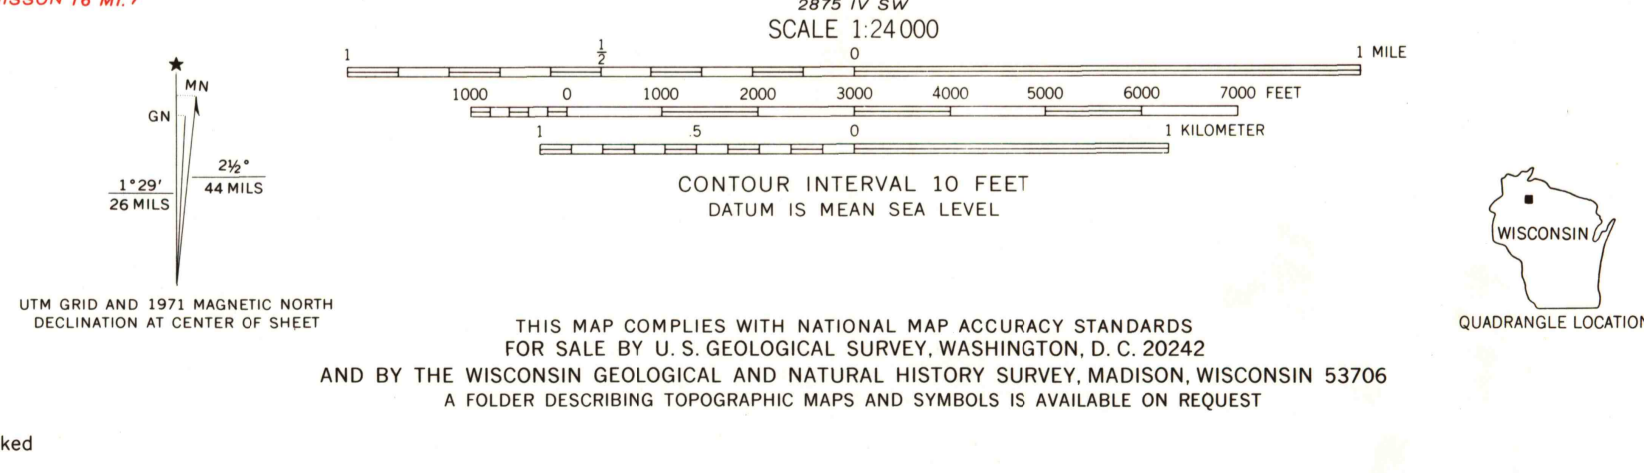 16 MI.
2875 IV SW
SCALE 1:24 000
1 ½ 0 1 MILE
1000 0 1000 2000 3000 4000 5000 6000 7000 FEET
1 .5 0 1 KILOMETER
CONTOUR INTERVAL 10 FEET
DATUM IS MEAN SEA LEVEL
★
MN
GN
2½°
44 MILS
1°29′
26 MILS
UTM GRID AND 1971 MAGNETIC NORTH
DECLINATION AT CENTER OF SHEET
THIS MAP COMPLIES WITH NATIONAL MAP ACCURACY STANDARDS
FOR SALE BY U. S. GEOLOGICAL SURVEY, WASHINGTON, D. C. 20242
AND BY THE WISCONSIN GEOLOGICAL AND NATURAL HISTORY SURVEY, MADISON, WISCONSIN 53706
A FOLDER DESCRIBING TOPOGRAPHIC MAPS AND SYMBOLS IS AVAILABLE ON REQUEST
WISCONSIN
QUADRANGLE LOCATION
ked